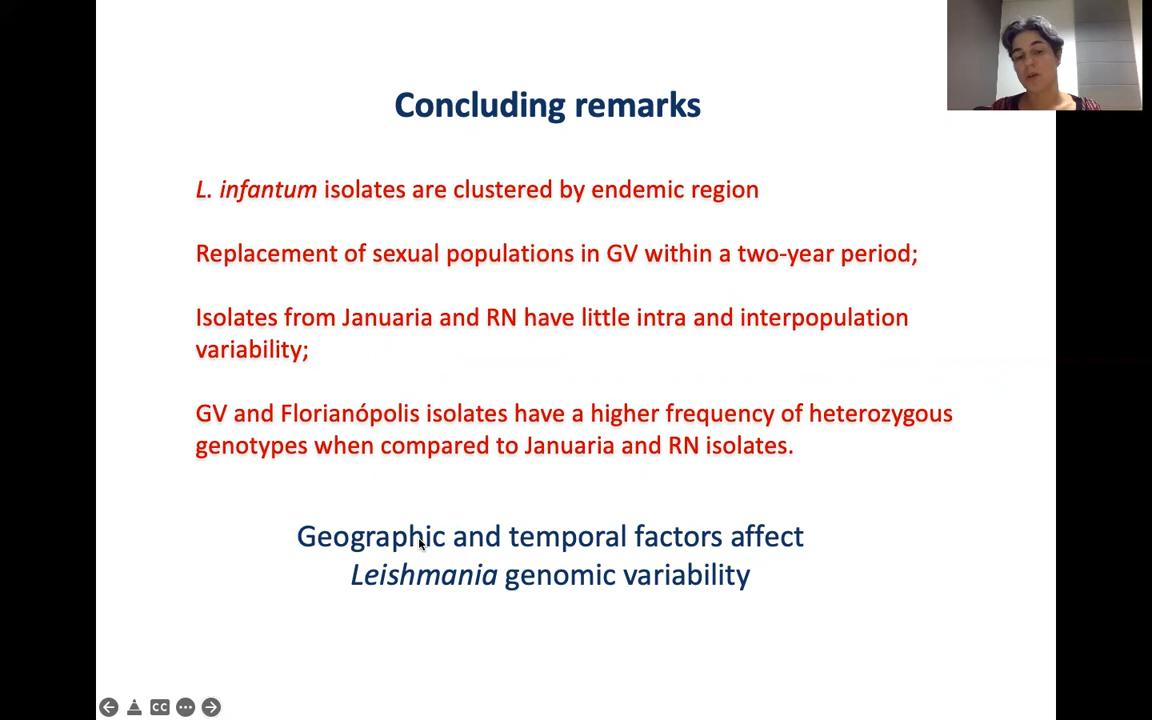 Concluding remarks
L. infantum isolates are clustered by endemic region
Replacement of sexual populations in GV within a two-year period;
Isolates from Januaria and RN have little intra and interpopulation
variability;
GV and Florianópolis isolates have a higher frequency of heterozygous
genotypes when compared to Januaria and RN isolates.
Geographic and temporal factors affect
Leishmania genomic variability
CC